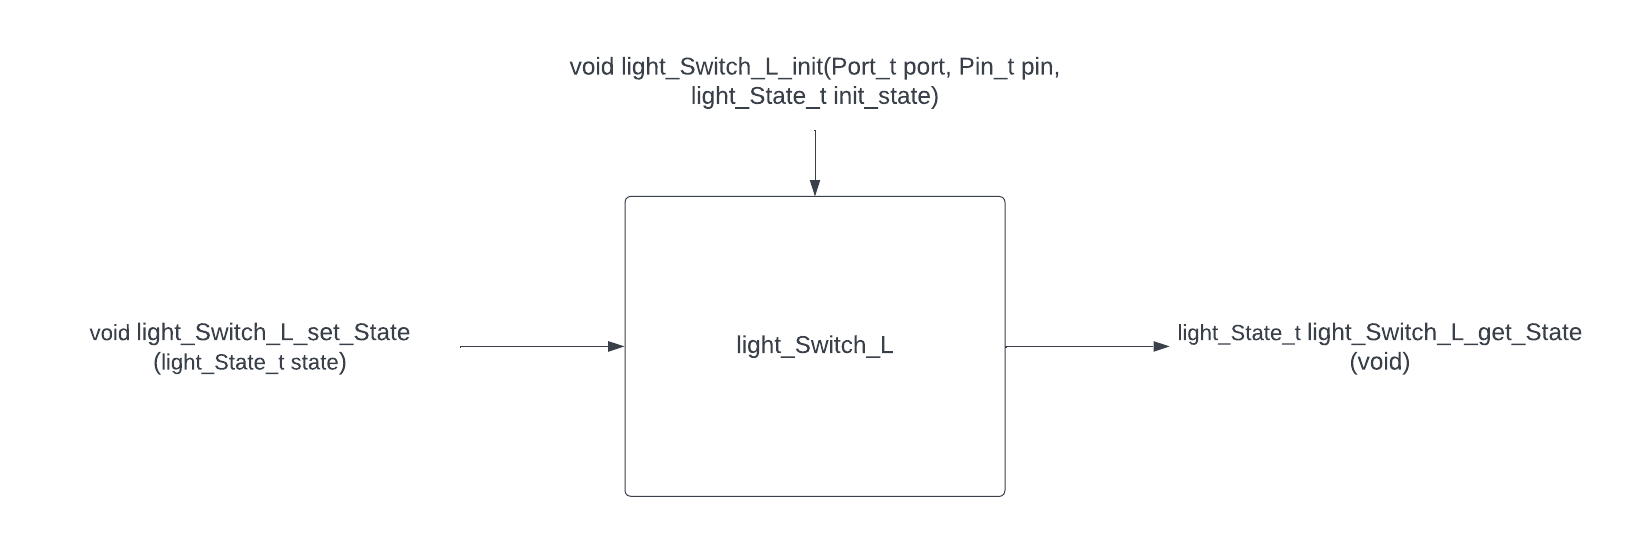 void light_Switch_L_init(Port_t port, Pin_t pin,
light_State_t init_state)
void light_Switch_L_set_State
(light_State_t state)
light_Switch_L
light_State_t light_Switch_L_get_State
(void)